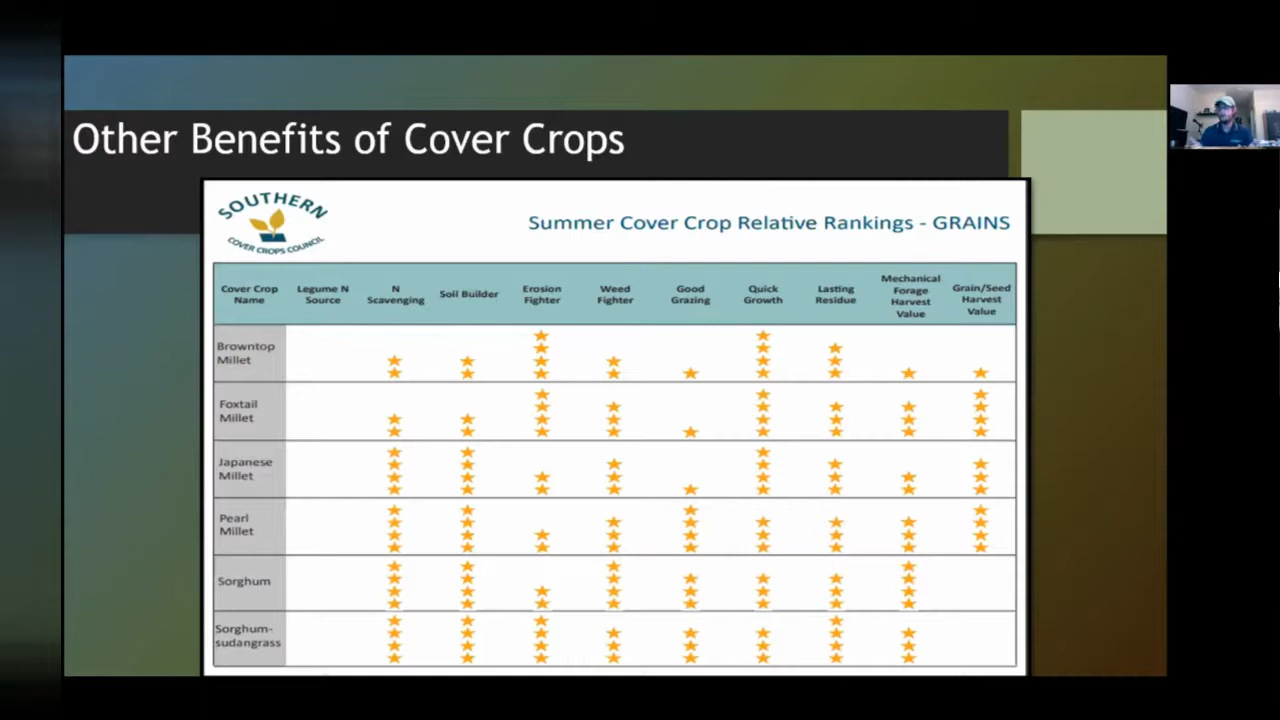 Other Benefits of Cover Crops
SOUTHERN
COVER CROPS COUNCIL
Summer Cover Crop Relative Rankings - GRAINS
Cover Crop
Name
Legume N
Source
N
Scavenging
Soil Builder
Erosion
Fighter
Weed
Fighter
Good
Grazing
Quick
Growth
Lasting
Residue
Mechanical
Forage
Harvest
Value
Grain/Seed
Harvest
Value
Browntop
Millet
Foxtail
Millet
Japanese
Millet
Pearl
Millet
Sorghum
Sorghum-
sudangrass